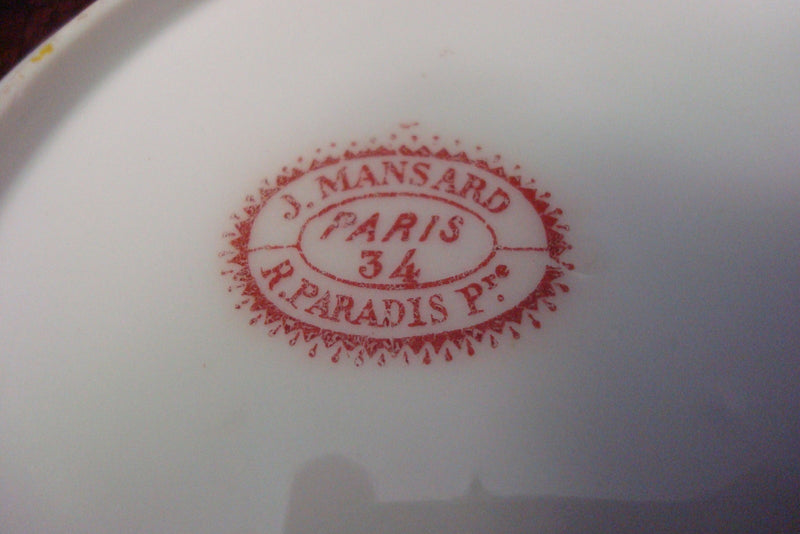 J. MANSARD
PARIS
34
R. PARADIS Pre.